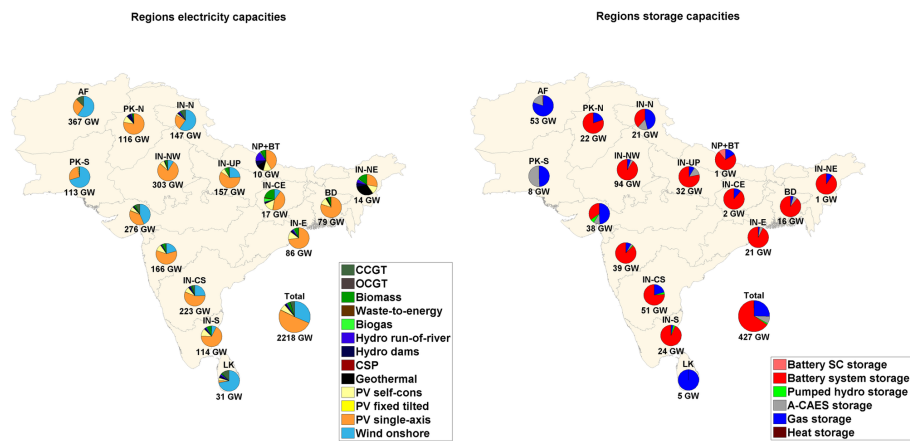 Regions electricity capacities
AF
367 GW
PK-N
116 GW
IN-N
147 GW
PK-S
113 GW
IN-NW
303 GW
IN-UP
157 GW
NP+BT
10 GW
IN-NE
14 GW
IN-CE
17 GW
BD
79 GW
276 GW
IN-E
86 GW
166 GW
IN-CS
223 GW
IN-S
114 GW
LK
31 GW
Total
2218 GW
CCGT
OCGT
Biomass
Waste-to-energy
Biogas
Hydro run-of-river
Hydro dams
CSP
Geothermal
PV self-cons
PV fixed tilted
PV single-axis
Wind onshore
Regions storage capacities
AF
53 GW
PK-N
22 GW
IN-N
21 GW
PK-S
8 GW
IN-NW
94 GW
IN-UP
32 GW
NP+BT
1 GW
IN-NE
1 GW
IN-CE
2 GW
BD
16 GW
38 GW
IN-E
21 GW
39 GW
IN-CS
51 GW
IN-S
24 GW
LK
5 GW
Total
427 GW
Battery SC storage
Battery system storage
Pumped hydro storage
A-CAES storage
Gas storage
Heat storage